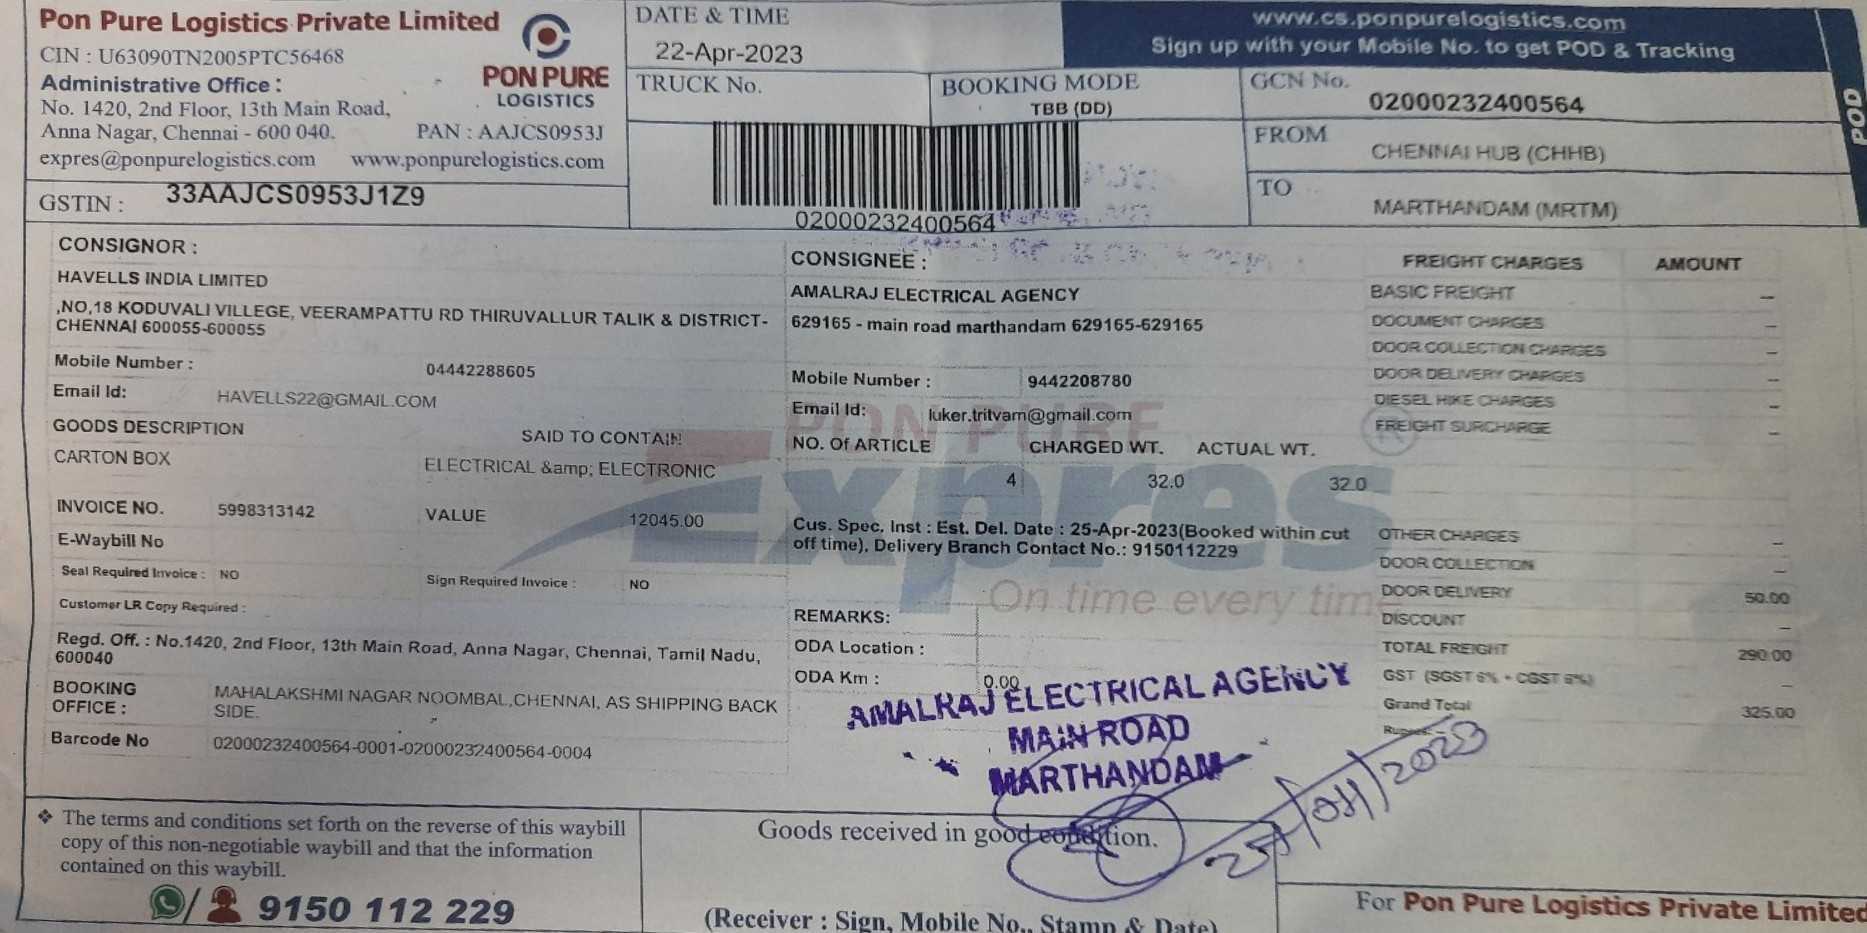 Pon Pure Logistics Private Limited
CIN : U63090TN2005PTC56468
Administrative Office :
No. 1420, 2nd Floor, 13th Main Road,
Anna Nagar, Chennai - 600 040. PAN : AAJCS0953J
expres@ponpurelogistics.com www.ponpurelogistics.com
PON PURE
LOGISTICS
GSTIN : 33AAJCS0953J1Z9
DATE & TIME
22-Apr-2023
www.cs.ponpurelogistics.com
Sign up with your Mobile No. to get POD & Tracking
POD
TRUCK No.
BOOKING MODE
TBB (DD)
GCN No.
02000232400564
FROM
CHENNAI HUB (CHHB)
TO
MARTHANDAM (MRTM)
02000232400564
CONSIGNOR :
HAVELLS INDIA LIMITED
,NO,18 KODUVALI VILLEGE, VEERAMPATTU RD THIRUVALLUR TALIK & DISTRICT-
CHENNAI 600055-600055
Mobile Number : 04442288605
Email Id: HAVELLS22@GMAIL.COM
GOODS DESCRIPTION SAID TO CONTAIN
CARTON BOX ELECTRICAL &amp; ELECTRONIC
INVOICE NO. 5998313142 VALUE 12045.00
E-Waybill No
Seal Required Invoice : NO Sign Required Invoice : NO
Customer LR Copy Required :
Regd. Off. : No.1420, 2nd Floor, 13th Main Road, Anna Nagar, Chennai, Tamil Nadu,
600040
BOOKING OFFICE : MAHALAKSHMI NAGAR NOOMBAL,CHENNAI, AS SHIPPING BACK
SIDE.
Barcode No 02000232400564-0001-02000232400564-0004
CONSIGNEE :
AMALRAJ ELECTRICAL AGENCY
629165 - main road marthandam 629165-629165
Mobile Number : 9442208780
Email Id: luker.tritvam@gmail.com
NO. Of ARTICLE CHARGED WT. ACTUAL WT.
4 32.0 32.0
PON PURE
Expres
On time every time
Cus. Spec. Inst : Est. Del. Date : 25-Apr-2023(Booked within cut
off time), Delivery Branch Contact No.: 9150112229
REMARKS:
ODA Location :
ODA Km : 0.00
AMALRAJ ELECTRICAL AGENCY
MAIN ROAD
MARTHANDAM
FREIGHT CHARGES AMOUNT
BASIC FREIGHT –
DOCUMENT CHARGES –
DOOR COLLECTION CHARGES –
DOOR DELIVERY CHARGES –
DIESEL HIKE CHARGES –
FREIGHT SURCHARGE –
OTHER CHARGES –
DOOR COLLECTION –
DOOR DELIVERY 50.00
DISCOUNT –
TOTAL FREIGHT 290.00
GST (SGST 6% + CGST 6%) –
Grand Total 325.00
25/04/2023
❖ The terms and conditions set forth on the reverse of this waybill
copy of this non-negotiable waybill and that the information
contained on this waybill.
9150 112 229
Goods received in good condition.
(Receiver : Sign, Mobile No., Stamp & Date)
For Pon Pure Logistics Private Limited